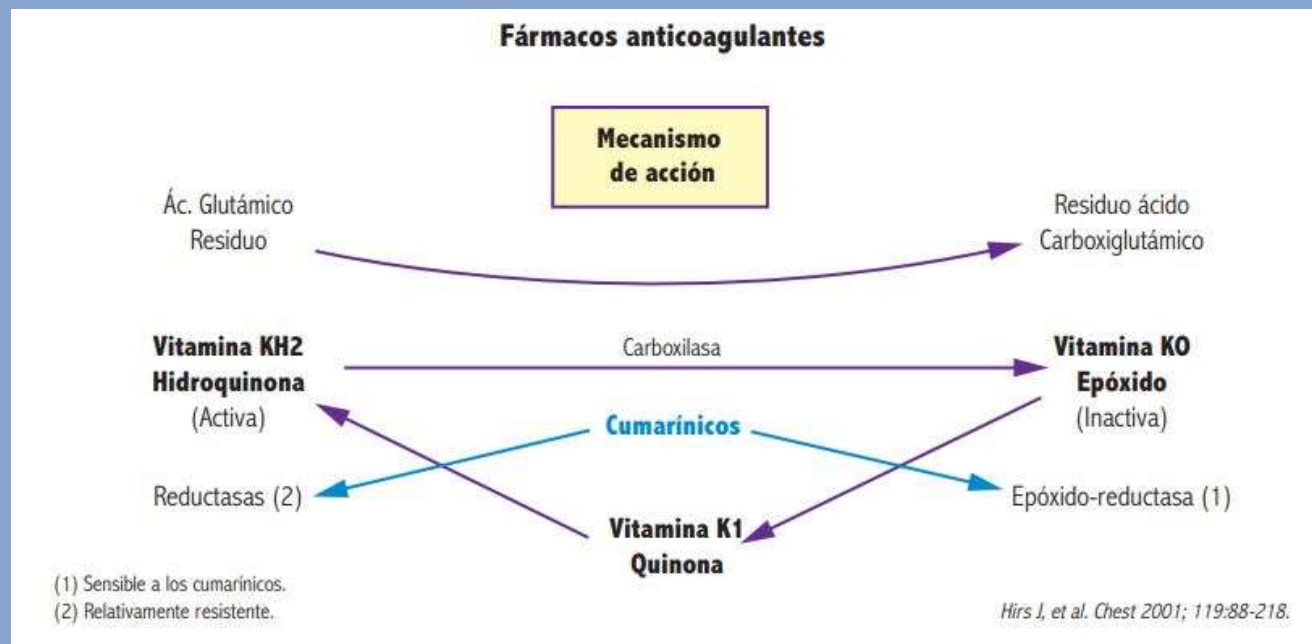 Fármacos anticoagulantes
Mecanismo
de acción
Ác. Glutámico
Residuo
Residuo ácido
Carboxiglutámico
Vitamina KH2
Hidroquinona
(Activa)
Carboxilasa
Vitamina KO
Epóxido
(Inactiva)
Cumarínicos
Reductasas (2)
Epóxido-reductasa (1)
Vitamina K1
Quinona
(1) Sensible a los cumarínicos.
(2) Relativamente resistente.
Hirs J, et al. Chest 2001; 119:88-218.